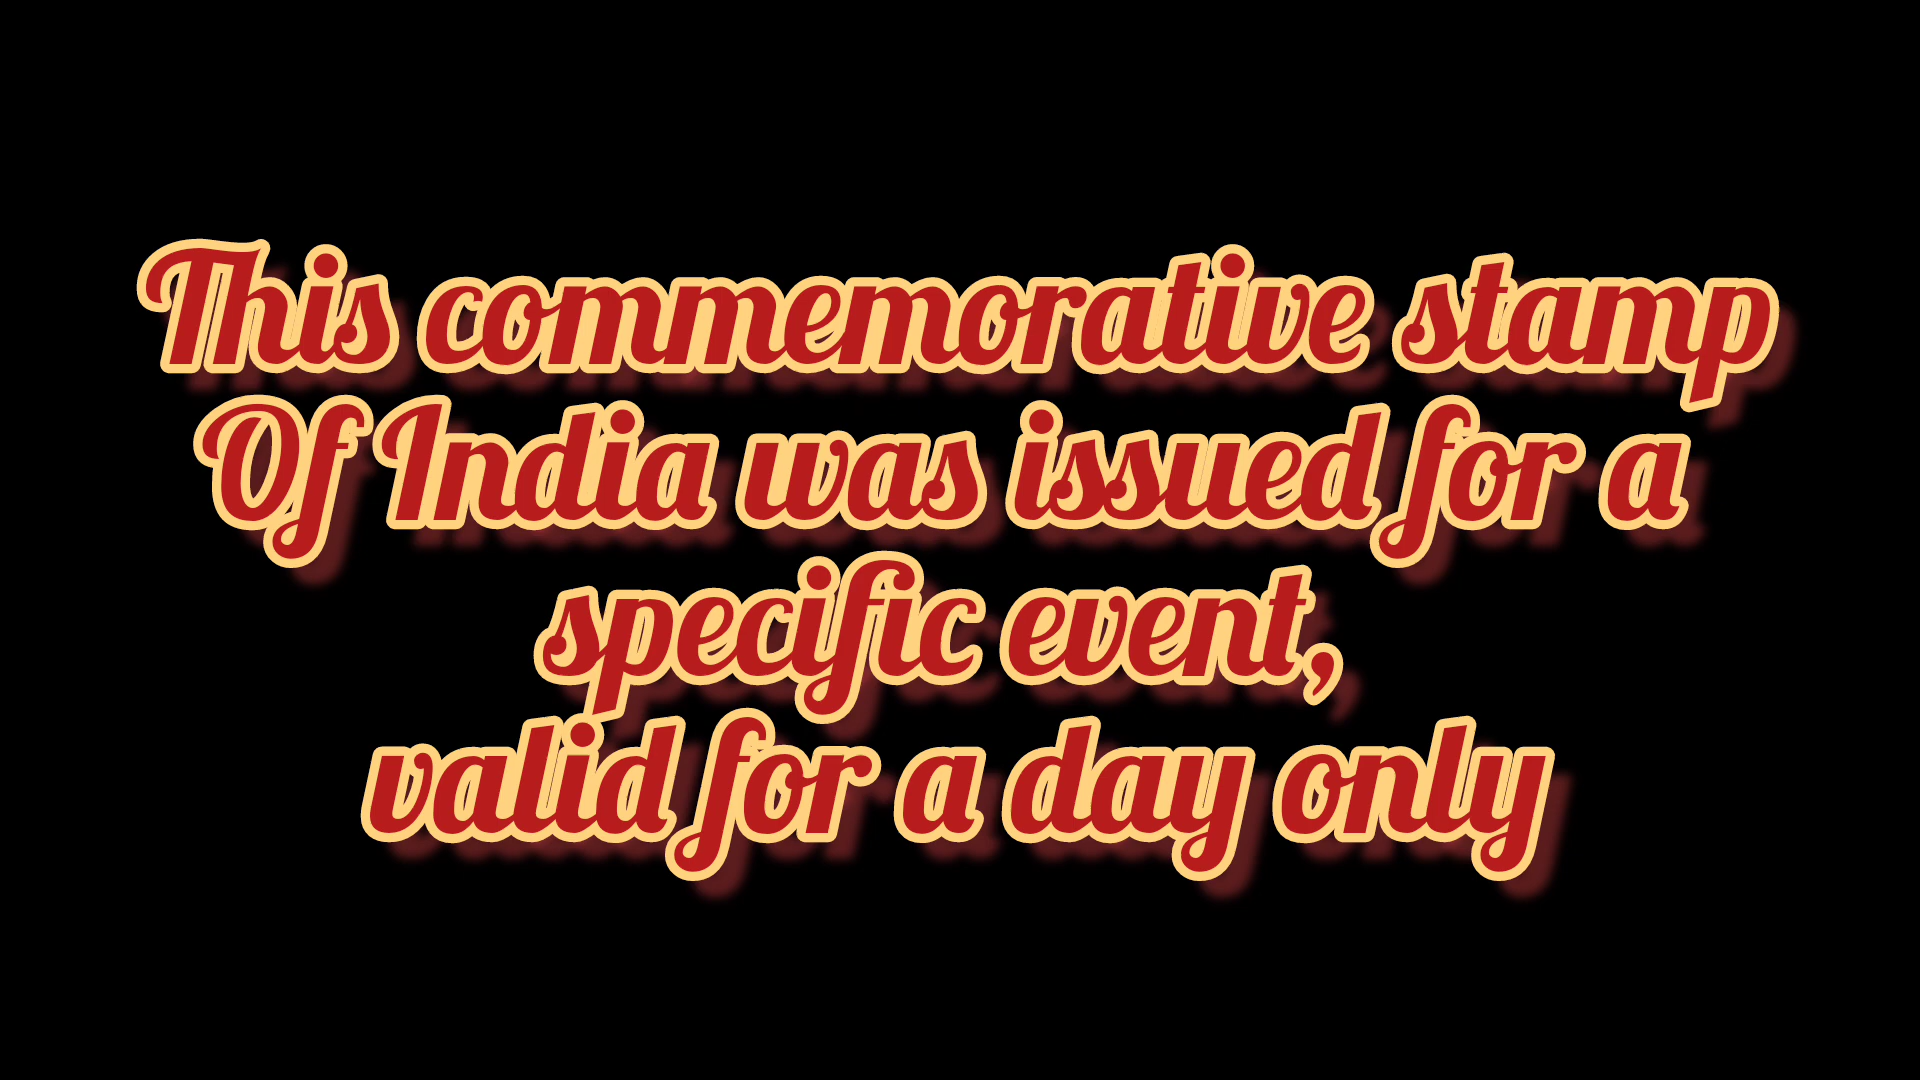 This commemorative stamp
Of India was issued for a
specific event,
valid for a day only